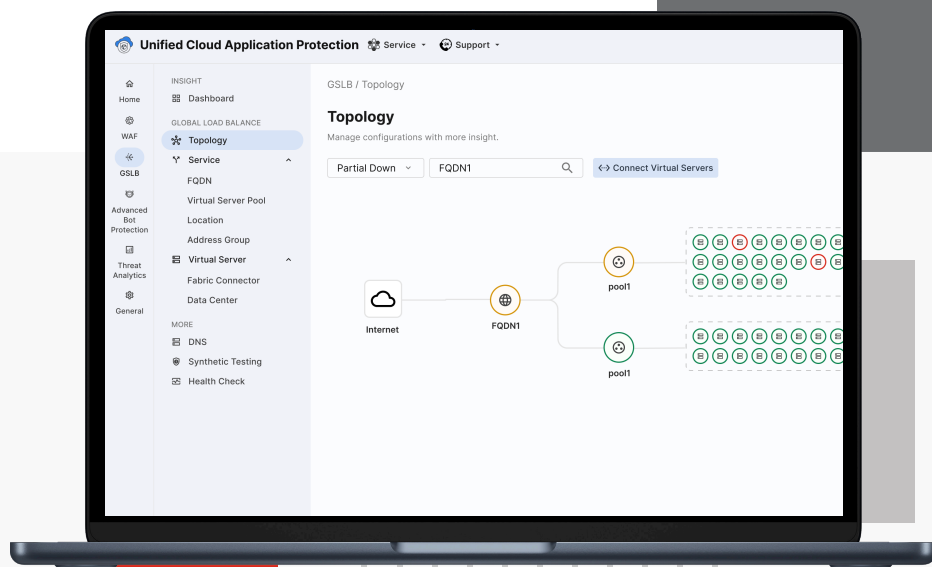 Unified Cloud Application Protection
Service
Support
Home
WAF
GSLB
Advanced
Bot
Protection
Threat
Analytics
General
INSIGHT
Dashboard
GLOBAL LOAD BALANCE
Topology
Service
FQDN
Virtual Server Pool
Location
Address Group
Virtual Server
Fabric Connector
Data Center
MORE
DNS
Synthetic Testing
Health Check
GSLB / Topology
Topology
Manage configurations with more insight.
Partial Down
FQDN1
Connect Virtual Servers
Internet
FQDN1
pool1
pool1